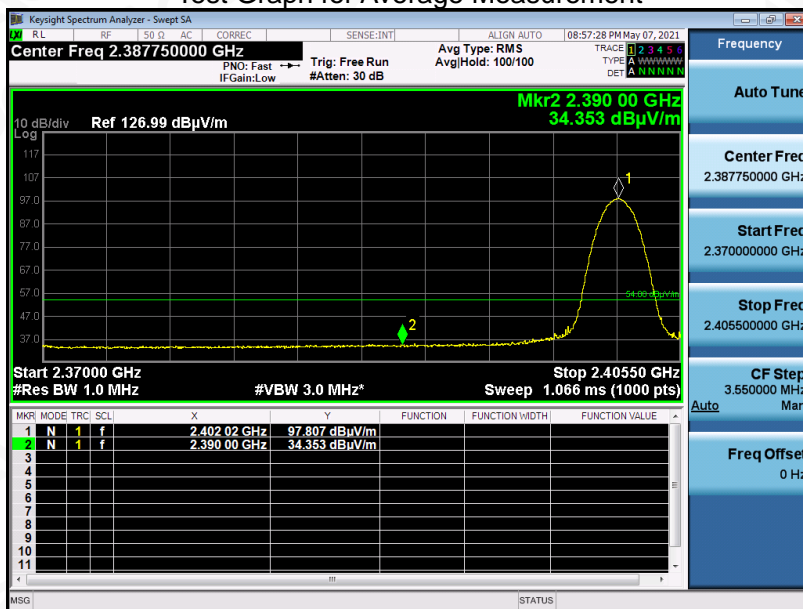 Test Graph for Average Measurement
Keysight Spectrum Analyzer - Swept SA
RL RF 50 Ω AC CORREC SENSE:INT ALIGN AUTO 08:57:28 PM May 07, 2021
Center Freq 2.387750000 GHz
PNO: Fast
IFGain:Low
Trig: Free Run
#Atten: 30 dB
Avg Type: RMS
Avg|Hold: 100/100
TRACE 1 2 3 4 5 6
TYPE A WWWWW
DET A N N N N N
Mkr2 2.390 00 GHz
34.353 dBµV/m
10 dB/div Ref 126.99 dBµV/m
Log
117
107
97.0
87.0
77.0
67.0
57.0
47.0
37.0
1
54.00 dBµV/m
2
Start 2.37000 GHz Stop 2.40550 GHz
#Res BW 1.0 MHz #VBW 3.0 MHz* Sweep 1.066 ms (1000 pts)
MKR MODE TRC SCL X Y FUNCTION FUNCTION WIDTH FUNCTION VALUE
1 N 1 f 2.402 02 GHz 97.807 dBµV/m
2 N 1 f 2.390 00 GHz 34.353 dBµV/m
3
4
5
6
7
8
9
10
11
MSG STATUS
Frequency
Auto Tune
Center Freq
2.387750000 GHz
Start Freq
2.370000000 GHz
Stop Freq
2.405500000 GHz
CF Step
3.550000 MHz
Auto Man
Freq Offset
0 Hz